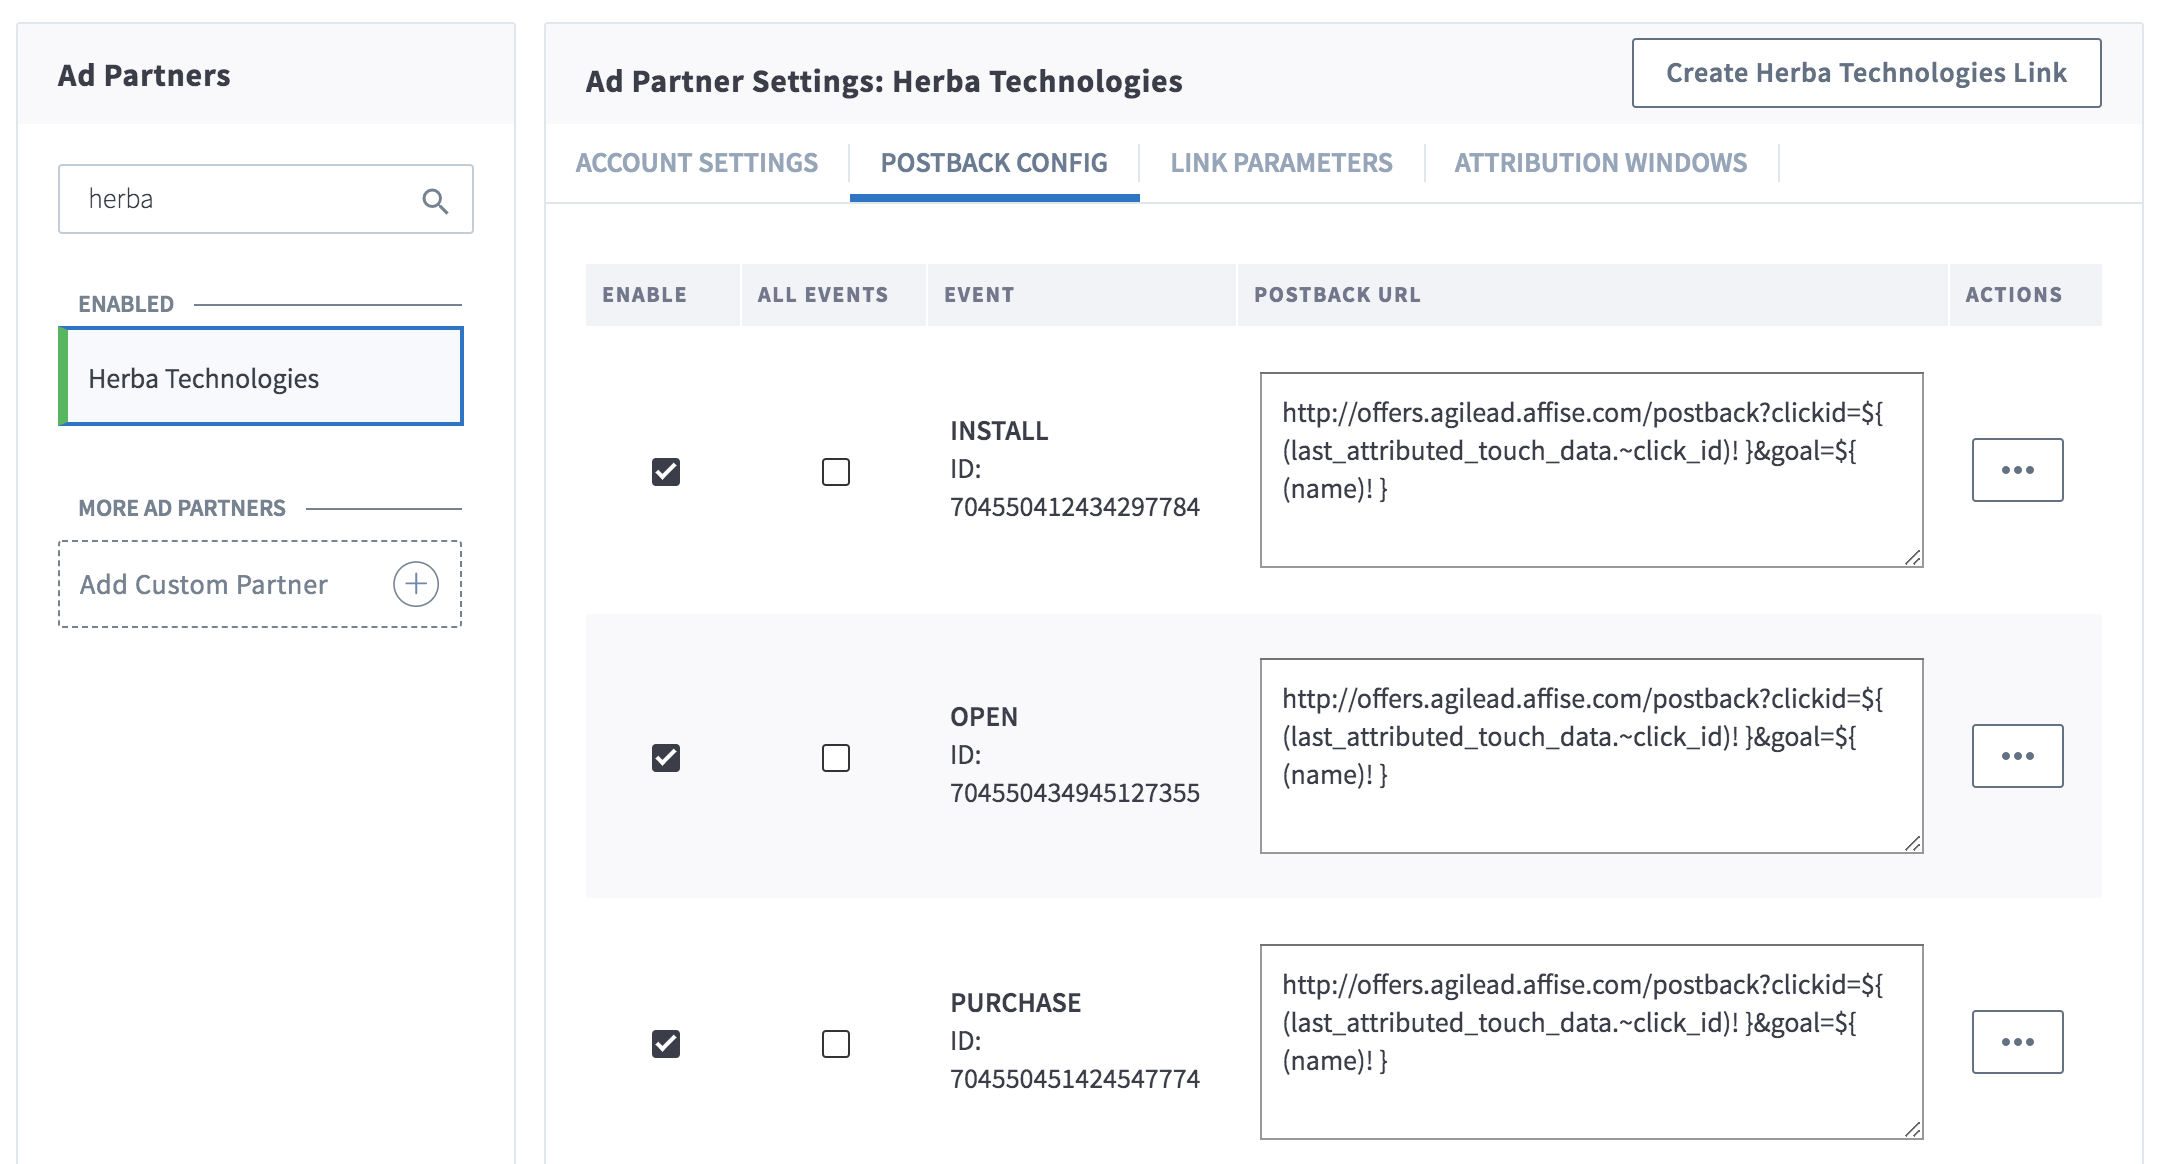 Ad Partners
herba
ENABLED
Herba Technologies
MORE AD PARTNERS
Add Custom Partner
Ad Partner Settings: Herba Technologies
Create Herba Technologies Link
ACCOUNT SETTINGS
POSTBACK CONFIG
LINK PARAMETERS
ATTRIBUTION WINDOWS
ENABLE
ALL EVENTS
EVENT
POSTBACK URL
ACTIONS
INSTALL
ID:
704550412434297784
http://offers.agilead.affise.com/postback?clickid=${
(last_attributed_touch_data.~click_id)! }&goal=${
(name)! }
OPEN
ID:
704550434945127355
http://offers.agilead.affise.com/postback?clickid=${
(last_attributed_touch_data.~click_id)! }&goal=${
(name)! }
PURCHASE
ID:
704550451424547774
http://offers.agilead.affise.com/postback?clickid=${
(last_attributed_touch_data.~click_id)! }&goal=${
(name)! }